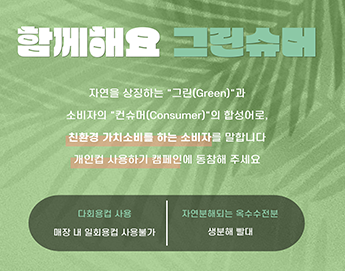 함께해요 그린슈머
자연을 상징하는 "그린(Green)"과
소비자의 "컨슈머(Consumer)"의 합성어로,
친환경 가치소비를 하는 소비자를 말합니다
개인컵 사용하기 캠페인에 동참해 주세요
다회용컵 사용
매장 내 일회용컵 사용불가
자연분해되는 옥수수전분
생분해 빨대